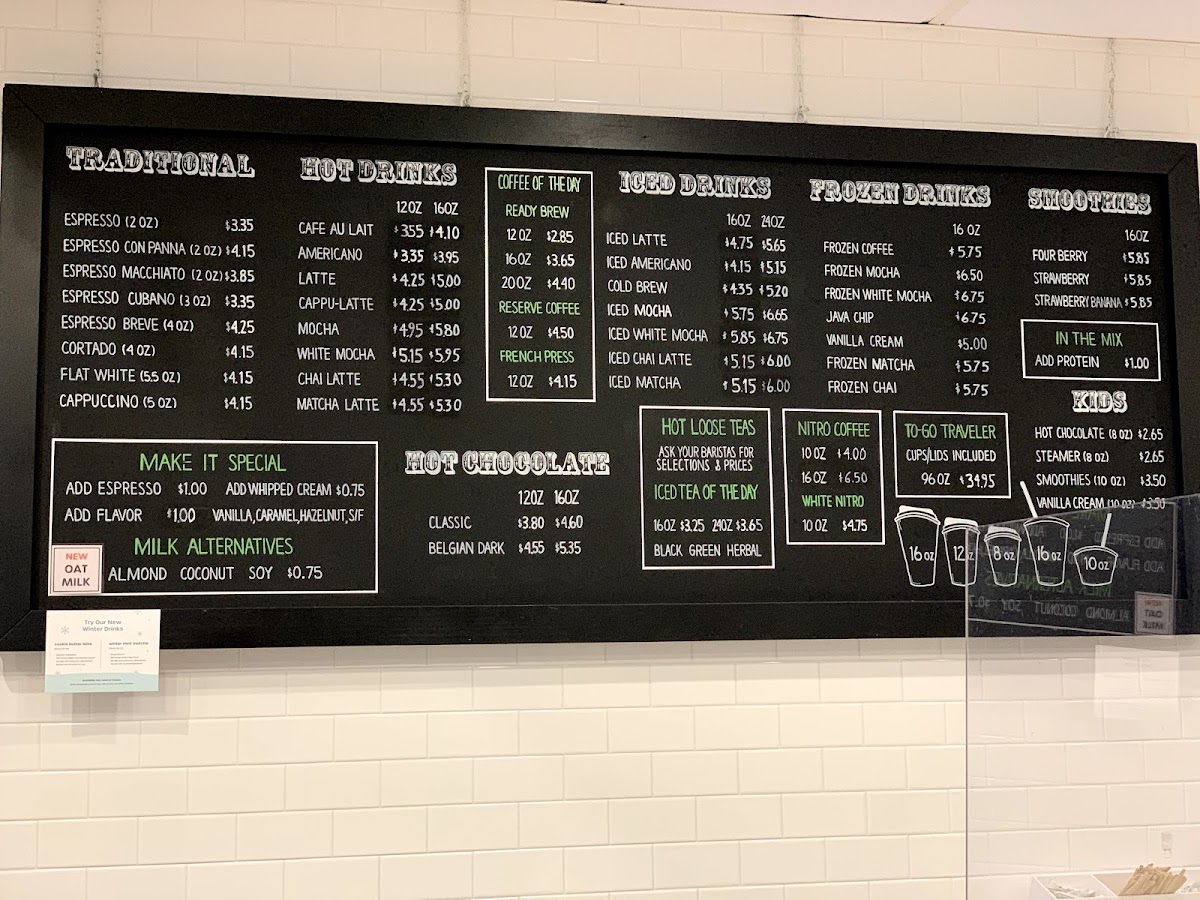 TRADITIONAL
ESPRESSO (2 OZ) $3.35
ESPRESSO CON PANNA (2 OZ) $4.15
ESPRESSO MACCHIATO (2 OZ) $3.85
ESPRESSO CUBANO (3 OZ) $3.35
ESPRESSO BREVE (4 OZ) $4.25
CORTADO (4 OZ) $4.15
FLAT WHITE (5.5 OZ) $4.15
CAPPUCCINO (5 OZ) $4.15
HOT DRINKS
12OZ 16OZ
CAFE AU LAIT $3.55 $4.10
AMERICANO $3.35 $3.95
LATTE $4.25 $5.00
CAPPU-LATTE $4.25 $5.00
MOCHA $4.95 $5.80
WHITE MOCHA $5.15 $5.95
CHAI LATTE $4.55 $5.30
MATCHA LATTE $4.55 $5.30
COFFEE OF THE DAY
READY BREW
12 OZ $2.85
16 OZ $3.65
20 OZ $4.40
RESERVE COFFEE
12 OZ $4.50
FRENCH PRESS
12 OZ $4.15
ICED DRINKS
16OZ 24OZ
ICED LATTE $4.75 $5.65
ICED AMERICANO $4.15 $5.15
COLD BREW $4.35 $5.20
ICED MOCHA $5.75 $6.65
ICED WHITE MOCHA $5.85 $6.75
ICED CHAI LATTE $5.15 $6.00
ICED MATCHA $5.15 $6.00
FROZEN DRINKS
16 OZ
FROZEN COFFEE $5.75
FROZEN MOCHA $6.50
FROZEN WHITE MOCHA $6.75
JAVA CHIP $6.75
VANILLA CREAM $5.00
FROZEN MATCHA $5.75
FROZEN CHAI $5.75
SMOOTHIES
16OZ
FOUR BERRY $5.85
STRAWBERRY $5.85
STRAWBERRY BANANA $5.85
IN THE MIX
ADD PROTEIN $1.00
KIDS
HOT CHOCOLATE (8 OZ) $2.65
STEAMER (8 OZ) $2.65
SMOOTHIES (10 OZ) $3.50
VANILLA CREAM (10 OZ) $3.50
MAKE IT SPECIAL
ADD ESPRESSO $1.00 ADD WHIPPED CREAM $0.75
ADD FLAVOR $1.00 VANILLA, CARAMEL, HAZELNUT, S/F
MILK ALTERNATIVES
ALMOND COCONUT SOY $0.75
NEW
OAT
MILK
HOT CHOCOLATE
12OZ 16OZ
CLASSIC $3.80 $4.60
BELGIAN DARK $4.55 $5.35
HOT LOOSE TEAS
ASK YOUR BARISTAS FOR
SELECTIONS & PRICES
ICED TEA OF THE DAY
16OZ $3.25 24OZ $3.65
BLACK GREEN HERBAL
NITRO COFFEE
10 OZ $4.00
16 OZ $6.50
WHITE NITRO
10 OZ $4.75
TO-GO TRAVELER
CUPS/LIDS INCLUDED
96 OZ $34.95
16 OZ 12 OZ 8 OZ 16 OZ 10 OZ
Try Our New
Winter Drinks